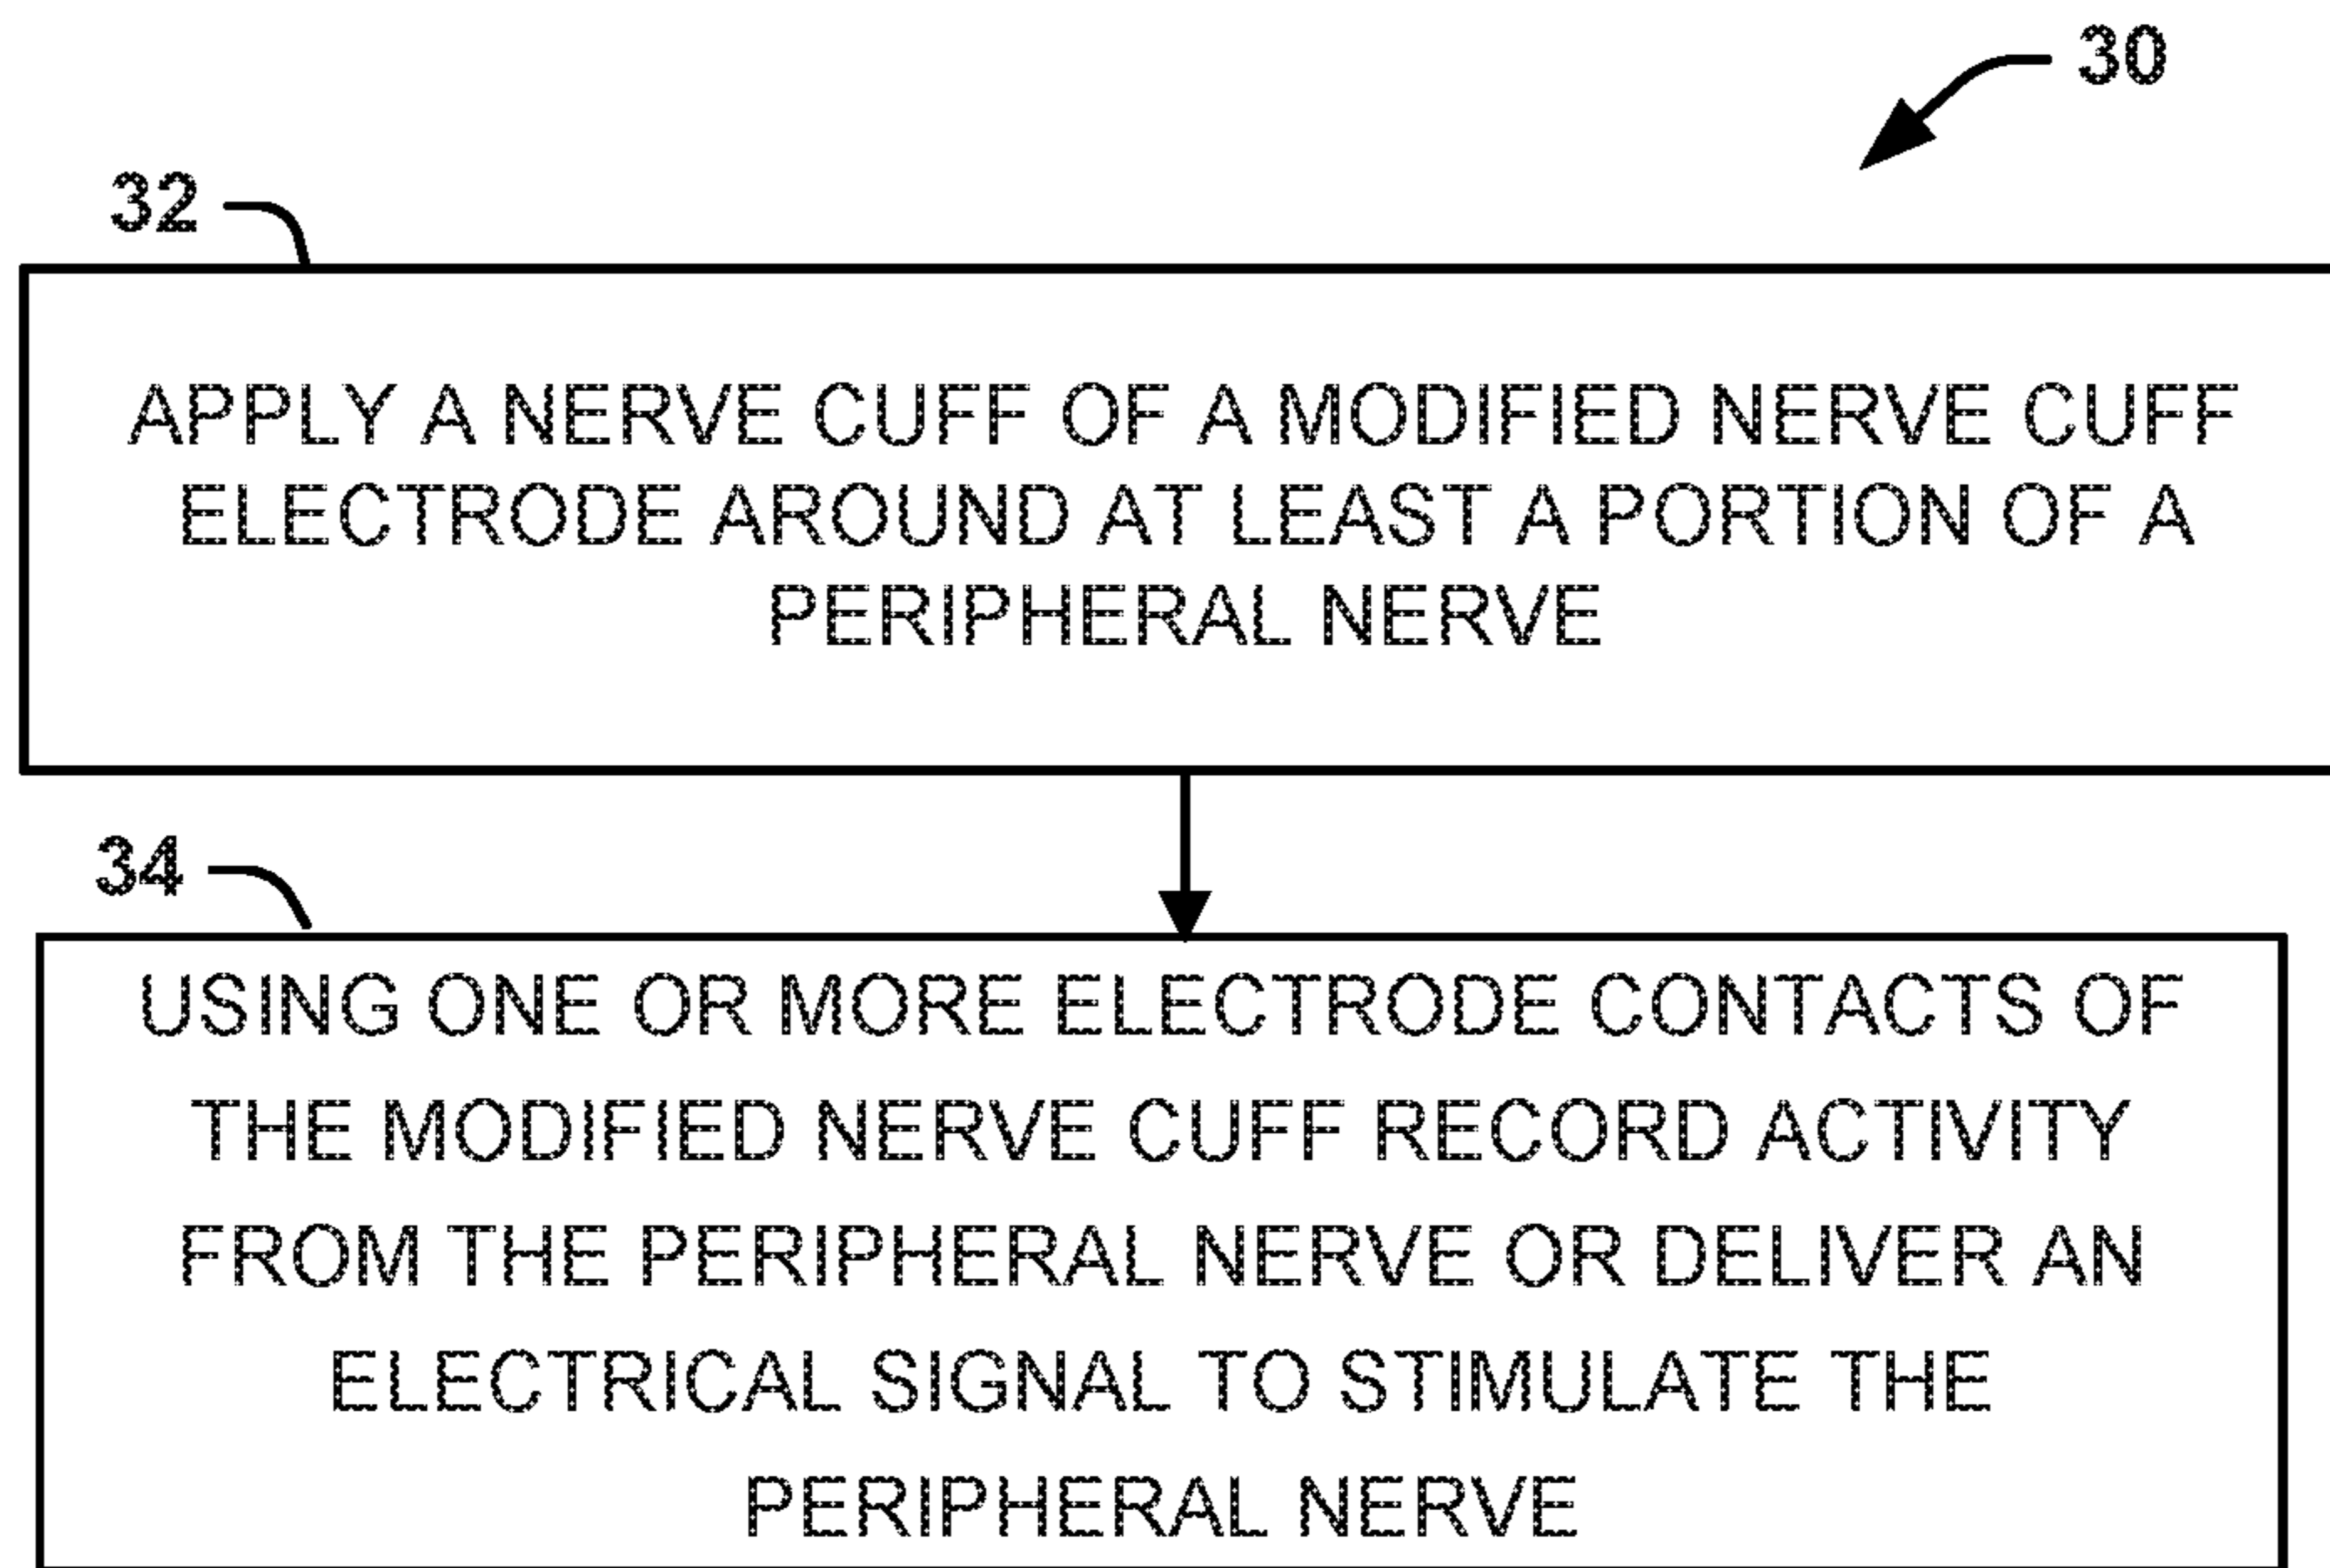 30
32
APPLY A NERVE CUFF OF A MODIFIED NERVE CUFF
ELECTRODE AROUND AT LEAST A PORTION OF A
PERIPHERAL NERVE
34
USING ONE OR MORE ELECTRODE CONTACTS OF
THE MODIFIED NERVE CUFF RECORD ACTIVITY
FROM THE PERIPHERAL NERVE OR DELIVER AN
ELECTRICAL SIGNAL TO STIMULATE THE
PERIPHERAL NERVE